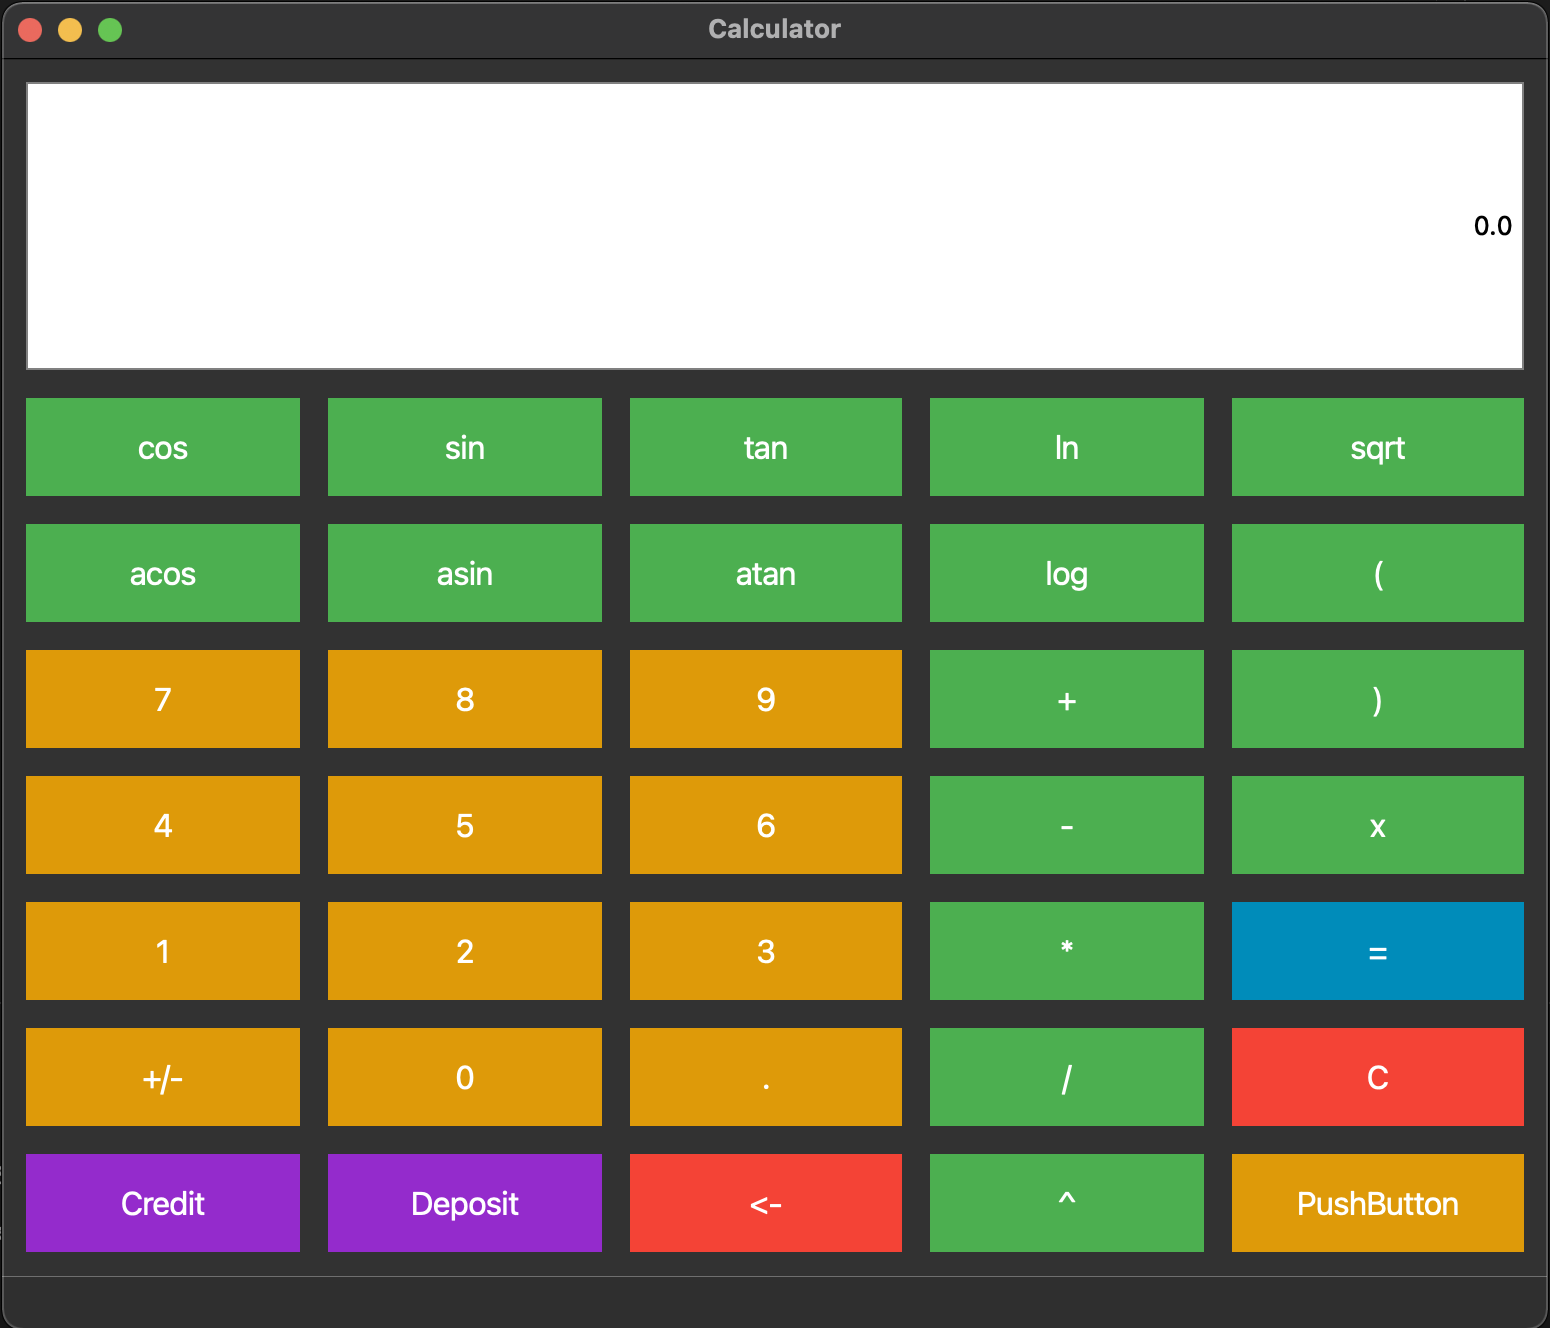 Calculator
0.0
cos sin tan ln sqrt
acos asin atan log (
7 8 9 + )
4 5 6 - x
1 2 3 * =
+/- 0 . / C
Credit Deposit <- ^ PushButton